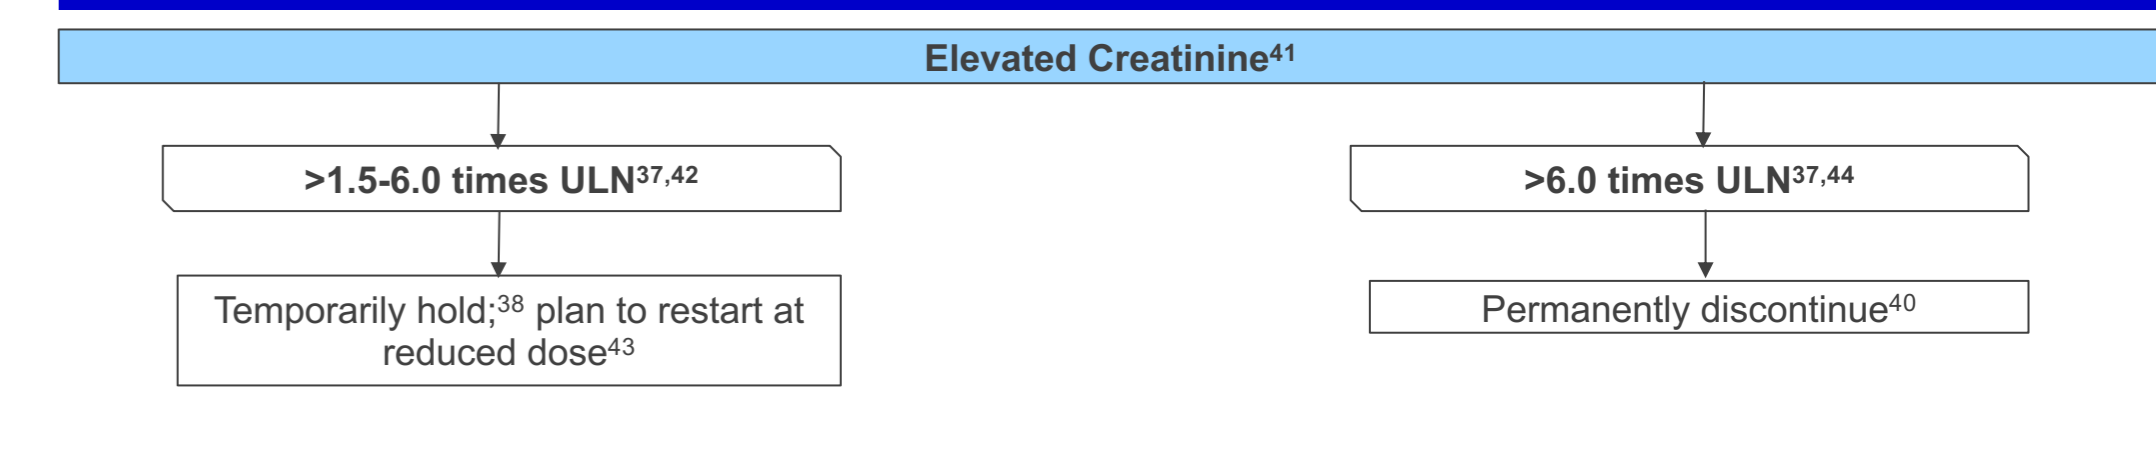 Elevated Creatinine41
>1.5-6.0 times ULN37,42
>6.0 times ULN37,44
Temporarily hold;38 plan to restart at
reduced dose43
Permanently discontinue40